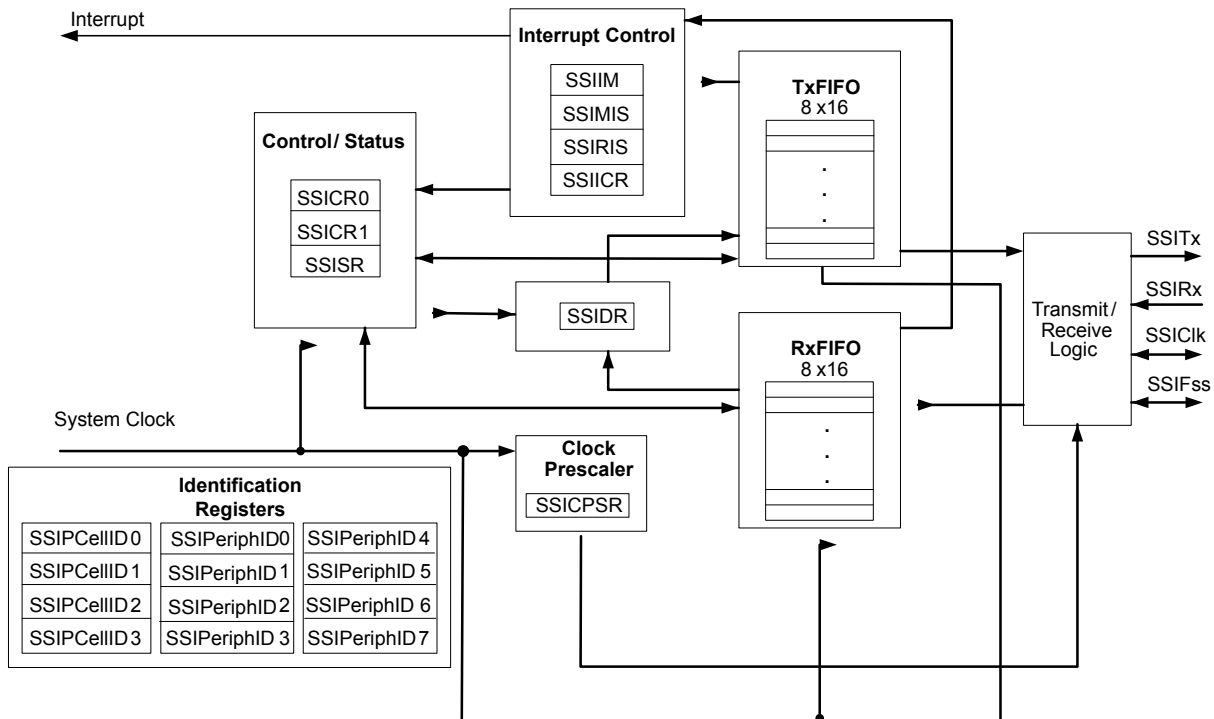 Interrupt
Interrupt Control
SSIIM
SSIMIS
SSIRIS
SSIICR
TxFIFO
8 x16
.
.
.
Control/ Status
SSICR0
SSICR1
SSISR
SSIDR
RxFIFO
8 x16
.
.
.
Transmit/
Receive
Logic
SSITx
SSIRx
SSIClk
SSIFss
System Clock
Clock
Prescaler
SSICPSR
Identification
Registers
SSIPCellID0 SSIPeriphID0 SSIPeriphID4
SSIPCellID1 SSIPeriphID1 SSIPeriphID5
SSIPCellID2 SSIPeriphID2 SSIPeriphID6
SSIPCellID3 SSIPeriphID3 SSIPeriphID7